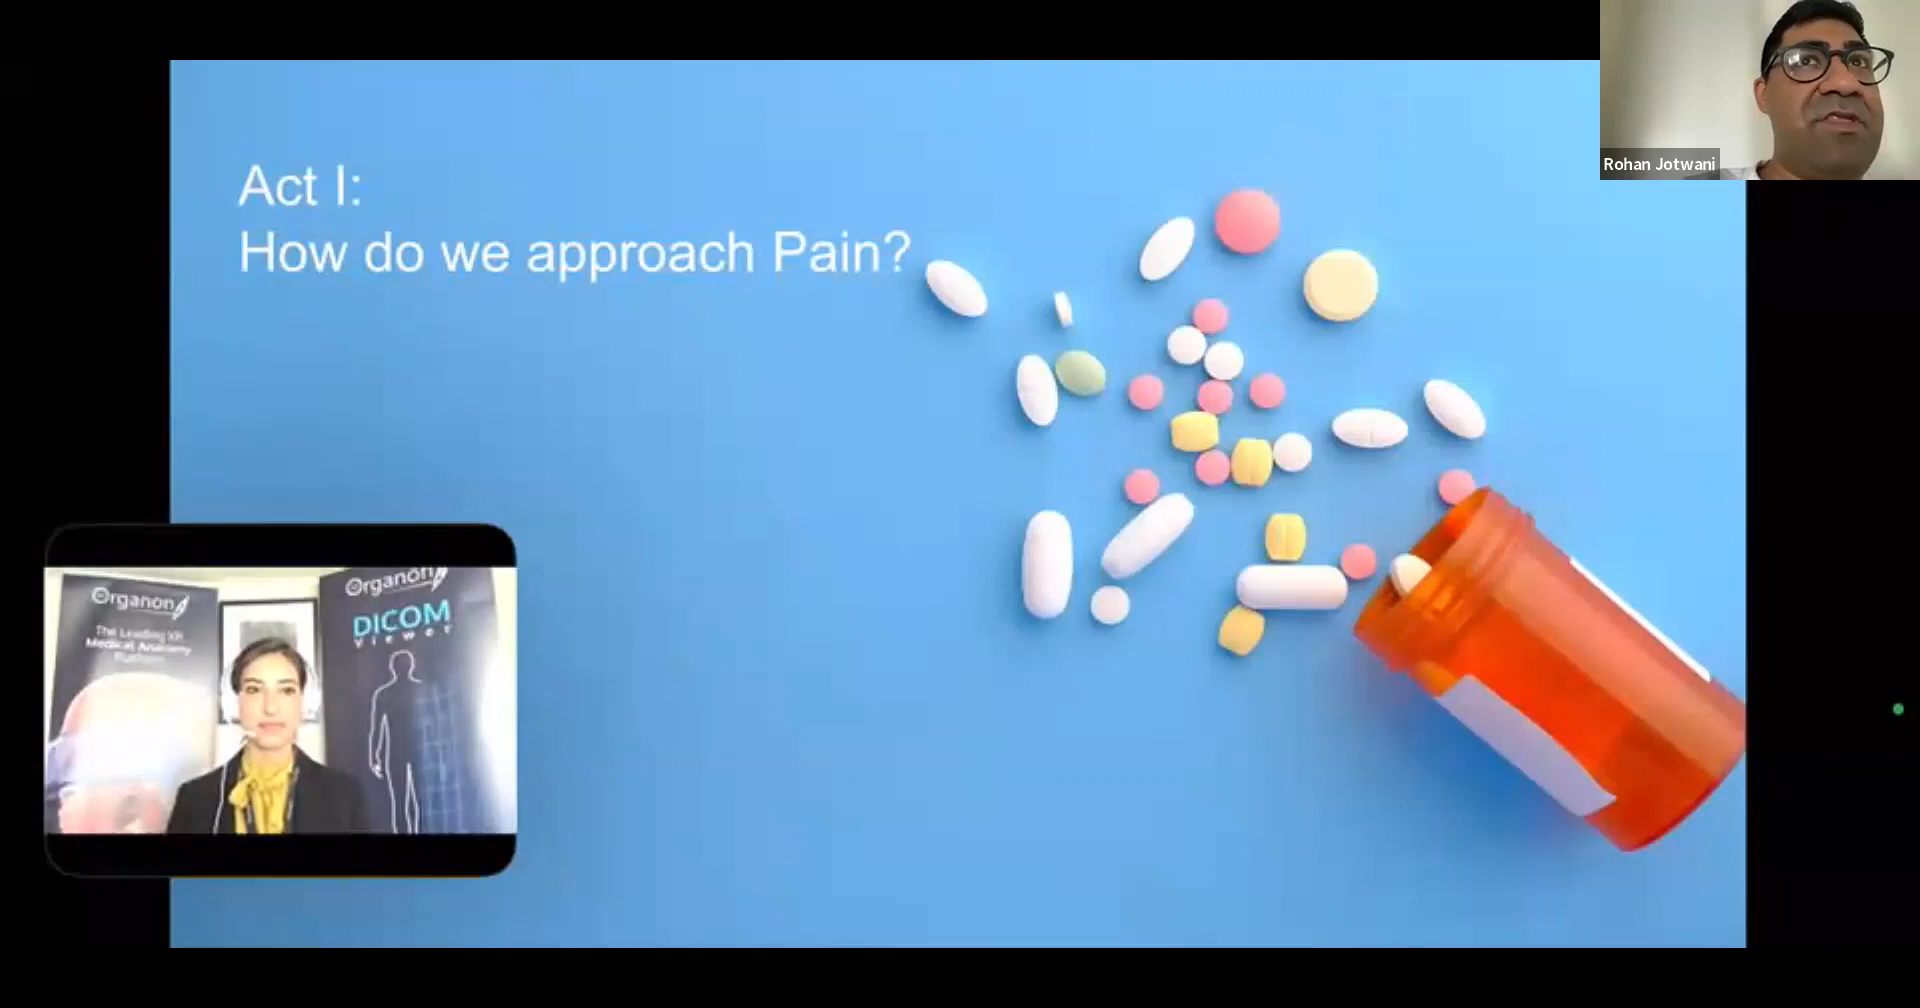 Act I:
How do we approach Pain?
Rohan Jotwani
Organon
The Leading XR
Medical Anatomy
Platform
Organon
DICOM
Viewer